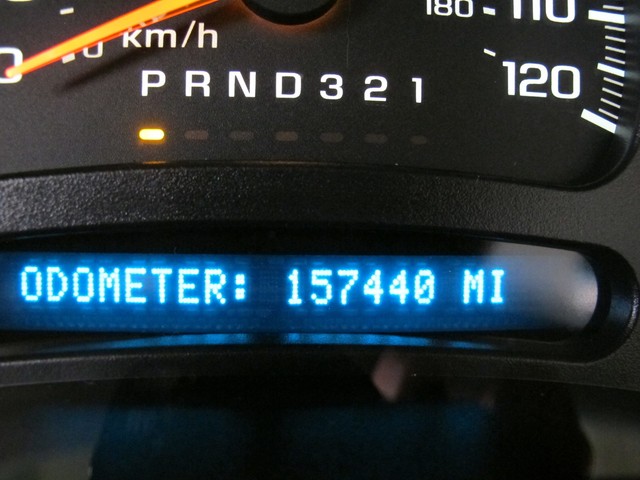 180 110
km/h
120
P R N D 3 2 1
ODOMETER: 157440 MI